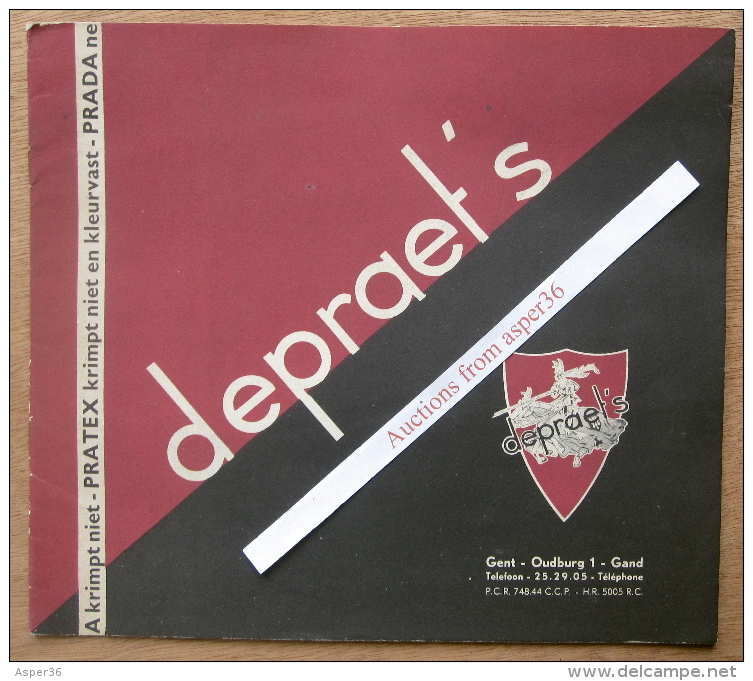 A krimpt niet - PRATEX krimpt niet en kleurvast - PRADA ne
depraet's
Auctions from asper36
depraet's
Gent - Oudburg 1 - Gand
Telefoon - 25.29.05 - Téléphone
P.C.R. 748.44 C.C.P. - H.R. 5005 R.C.
Asper36
http://www.delcampe.net